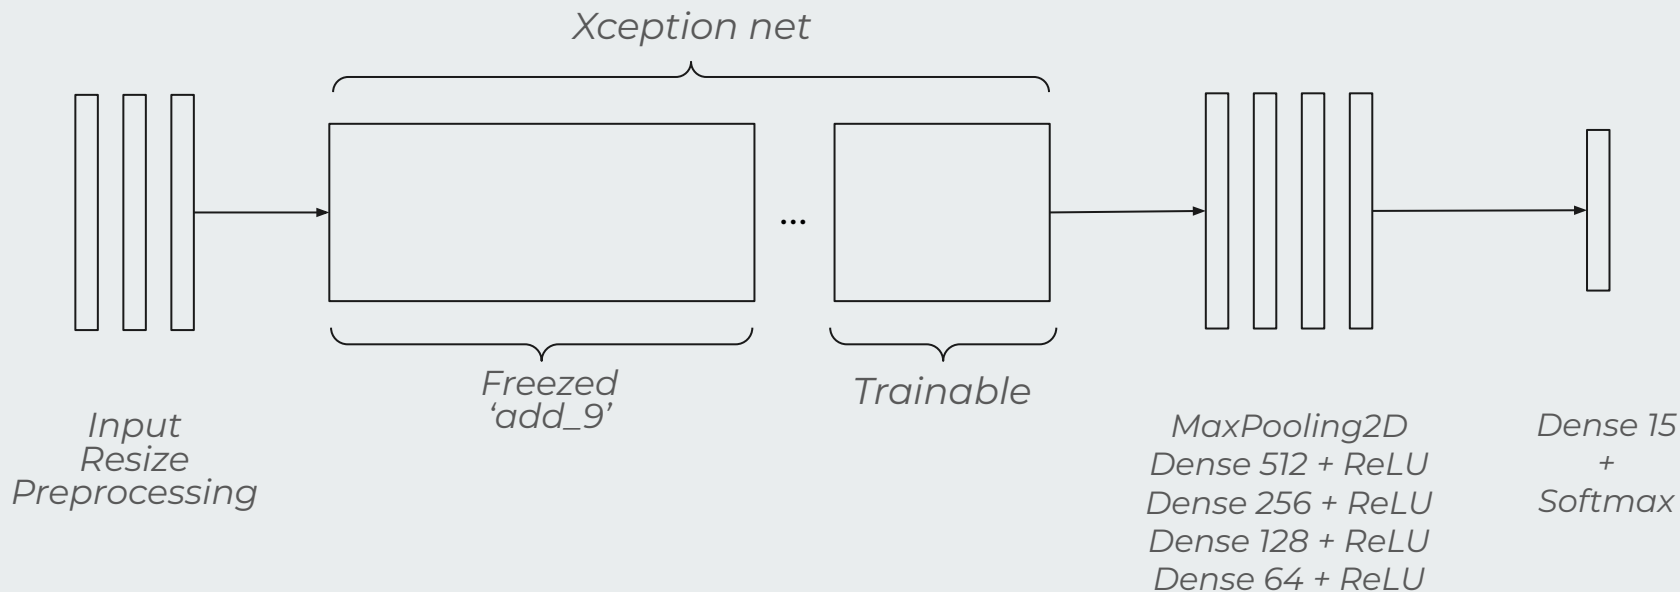 Xception net
...
Freezed
‘add_9’
Trainable
Input
Resize
Preprocessing
MaxPooling2D
Dense 512 + ReLU
Dense 256 + ReLU
Dense 128 + ReLU
Dense 64 + ReLU
Dense 15
+
Softmax